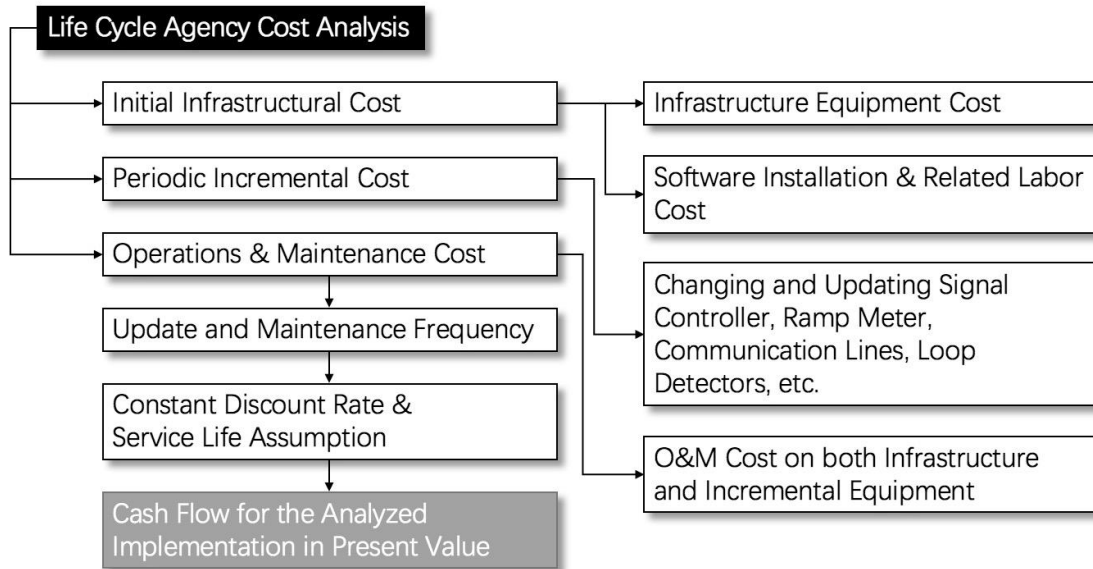 Life Cycle Agency Cost Analysis
Initial Infrastructural Cost
Infrastructure Equipment Cost
Periodic Incremental Cost
Software Installation & Related Labor
Cost
Operations & Maintenance Cost
Changing and Updating Signal
Controller, Ramp Meter,
Communication Lines, Loop
Detectors, etc.
Update and Maintenance Frequency
Constant Discount Rate &
Service Life Assumption
O&M Cost on both Infrastructure
and Incremental Equipment
Cash Flow for the Analyzed
Implementation in Present Value